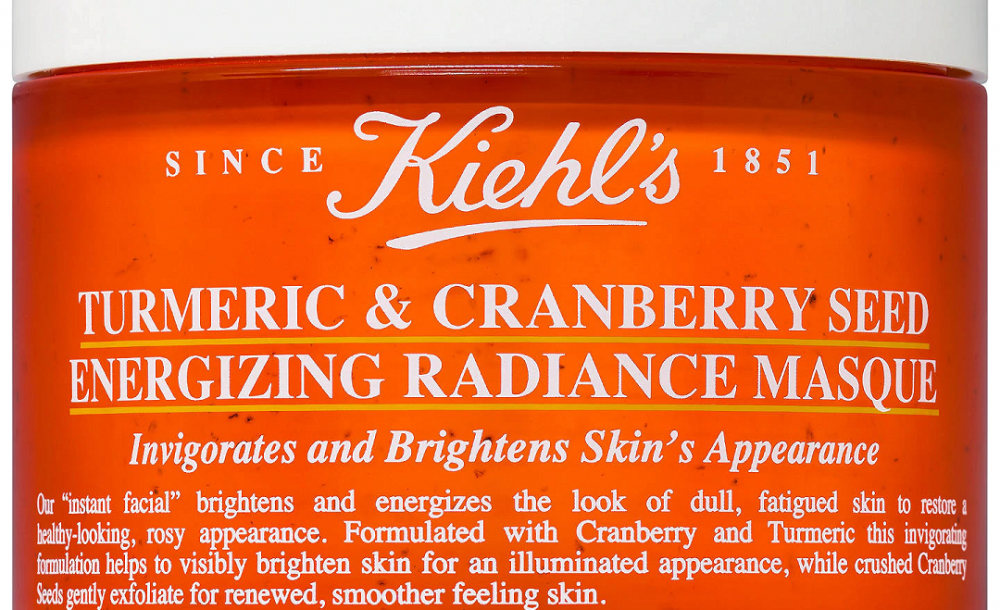 SINCE Kiehl's 1851
TURMERIC & CRANBERRY SEED
ENERGIZING RADIANCE MASQUE
Invigorates and Brightens Skin's Appearance
Our "instant facial" brightens and energizes the look of dull, fatigued skin to restore a
healthy-looking, rosy appearance. Formulated with Cranberry and Turmeric this invigorating
formulation helps to visibly brighten skin for an illuminated appearance, while crushed Cranberry
Seeds gently exfoliate for renewed, smoother feeling skin.